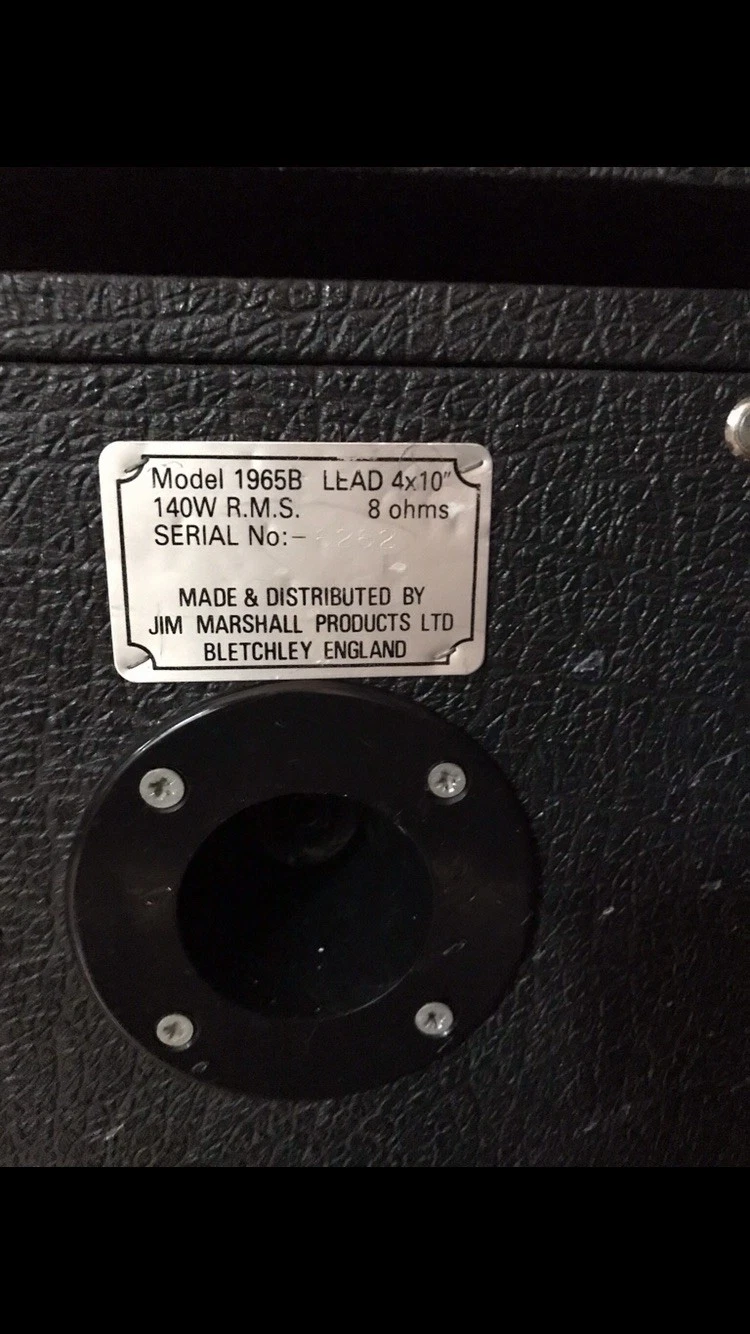 Model 1965B LEAD 4x10"
140W R.M.S. 8 ohms
SERIAL No:-
MADE & DISTRIBUTED BY
JIM MARSHALL PRODUCTS LTD
BLETCHLEY ENGLAND